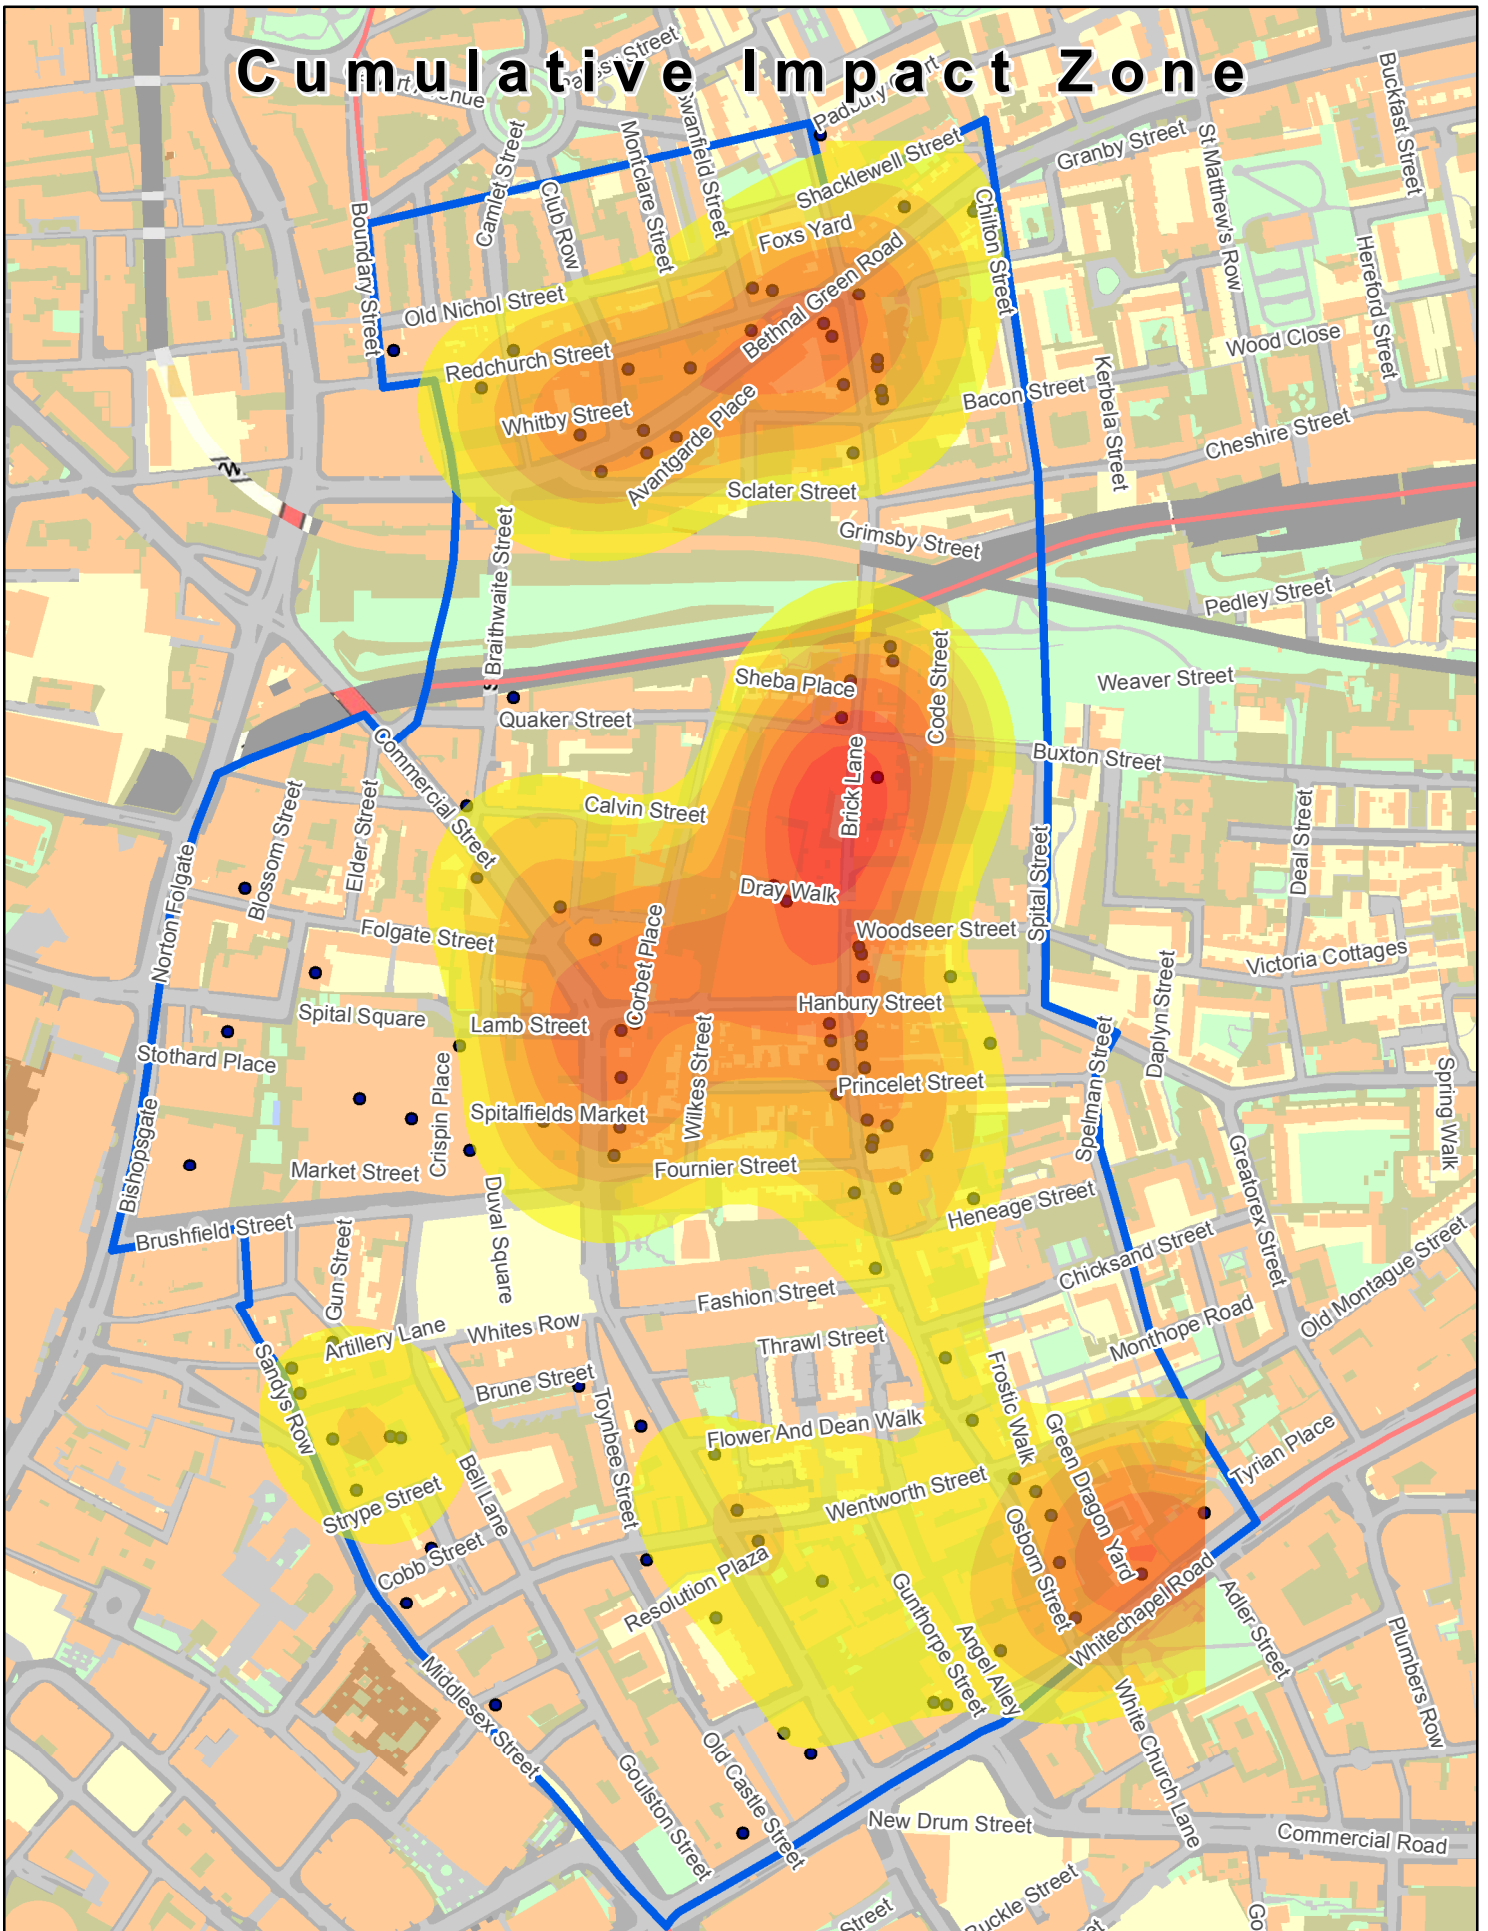 Cumulative Impact Zone
Padbury Court
Buckfast Street
Granby Street
St Matthew's Row
Shacklewell Street
Camlet Street
Club Row
Montclare Street
Swanfield Street
Boundary Street
Foxs Yard
Chilton Street
Hereford Street
Old Nichol Street
Bethnal Green Road
Wood Close
Redchurch Street
Whitby Street
Avantgarde Place
Bacon Street
Kerbela Street
Cheshire Street
Sclater Street
Grimsby Street
Braithwaite Street
Pedley Street
Sheba Place
Code Street
Weaver Street
Quaker Street
Commercial Street
Buxton Street
Brick Lane
Calvin Street
Blossom Street
Elder Street
Deal Street
Norton Folgate
Dray Walk
Spital Street
Folgate Street
Corbet Place
Woodseer Street
Victoria Cottages
Hanbury Street
Spital Square
Lamb Street
Daplyn Street
Stothard Place
Crispin Place
Wilkes Street
Princelet Street
Spelman Street
Spring Walk
Spitalfields Market
Bishopsgate
Market Street
Fournier Street
Greatorex Street
Duval Square
Heneage Street
Brushfield Street
Gun Street
Chicksand Street
Old Montague Street
Fashion Street
Artillery Lane
Whites Row
Thrawl Street
Monthope Road
Sandys Row
Brune Street
Toynbee Street
Frostic Walk
Flower And Dean Walk
Green Dragon Yard
Tyrian Place
Bell Lane
Wentworth Street
Strype Street
Osborn Street
Cobb Street
Resolution Plaza
Gunthorpe Street
Angel Alley
Whitechapel Road
Adler Street
Plumbers Row
Middlesex Street
White Church Lane
Old Castle Street
Goulston Street
New Drum Street
Commercial Road
Buckle Street
Street
Go